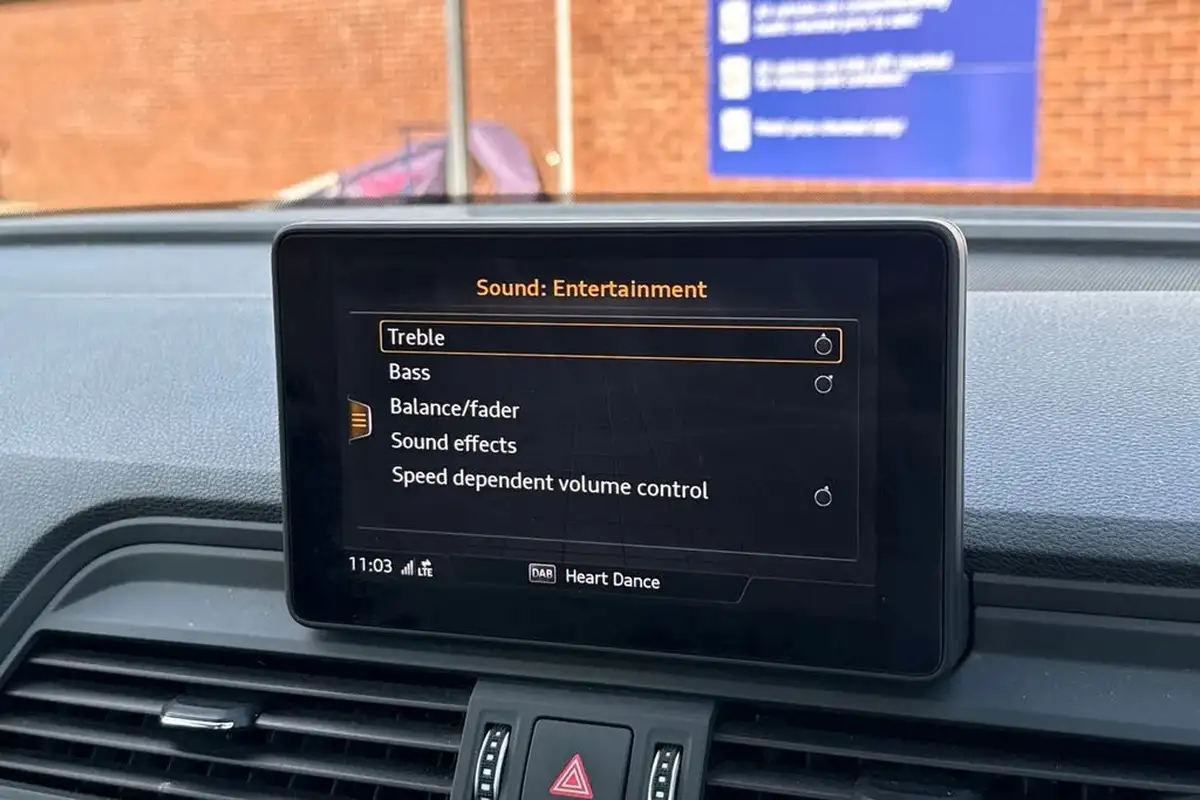 Sound: Entertainment
Treble
Bass
Balance/fader
Sound effects
Speed dependent volume control
11:03 LTE
DAB Heart Dance